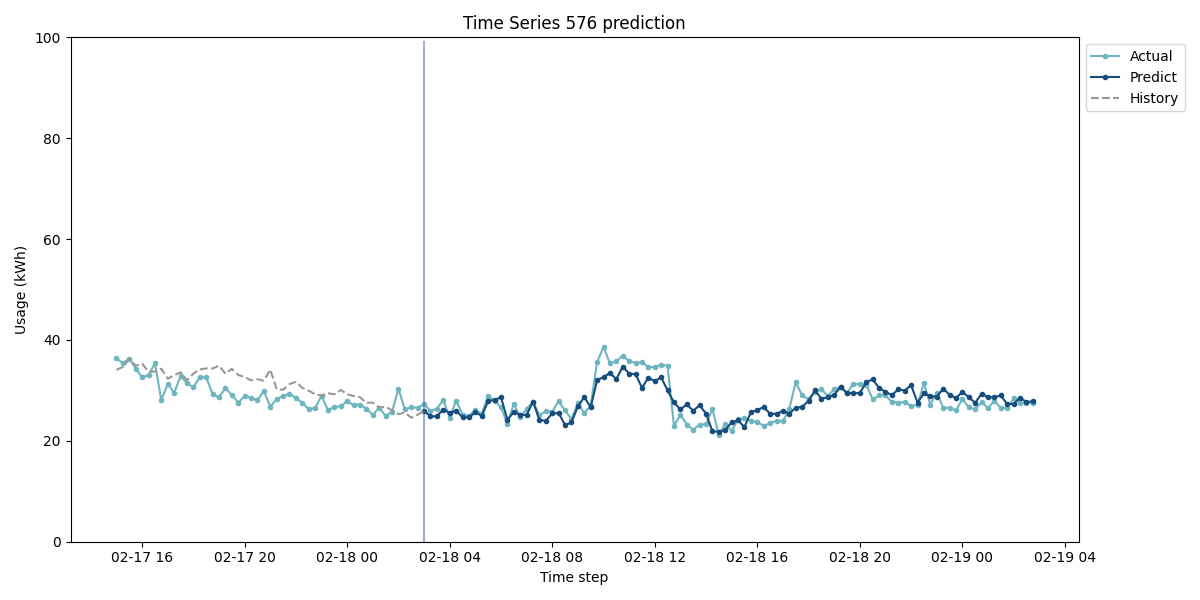 Time Series 576 prediction
100
80
60
40
20
0
Usage (kWh)
02-17 16
02-17 20
02-18 00
02-18 04
02-18 08
02-18 12
02-18 16
02-18 20
02-19 00
02-19 04
Time step
Actual
Predict
History